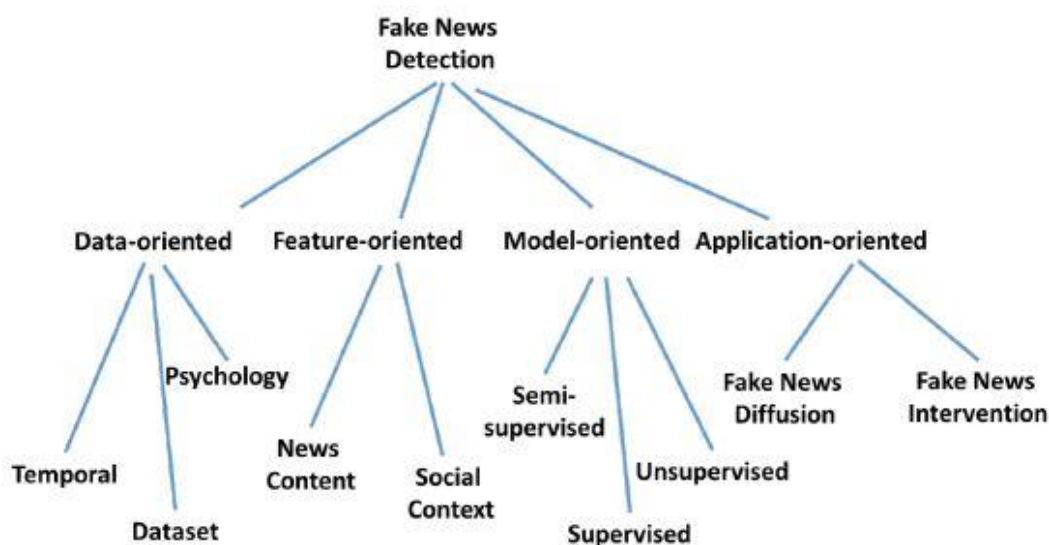 Fake News
Detection
Data-oriented
Feature-oriented
Model-oriented
Application-oriented
Psychology
Temporal
Dataset
News
Content
Social
Context
Semi-
supervised
Unsupervised
Supervised
Fake News
Diffusion
Fake News
Intervention